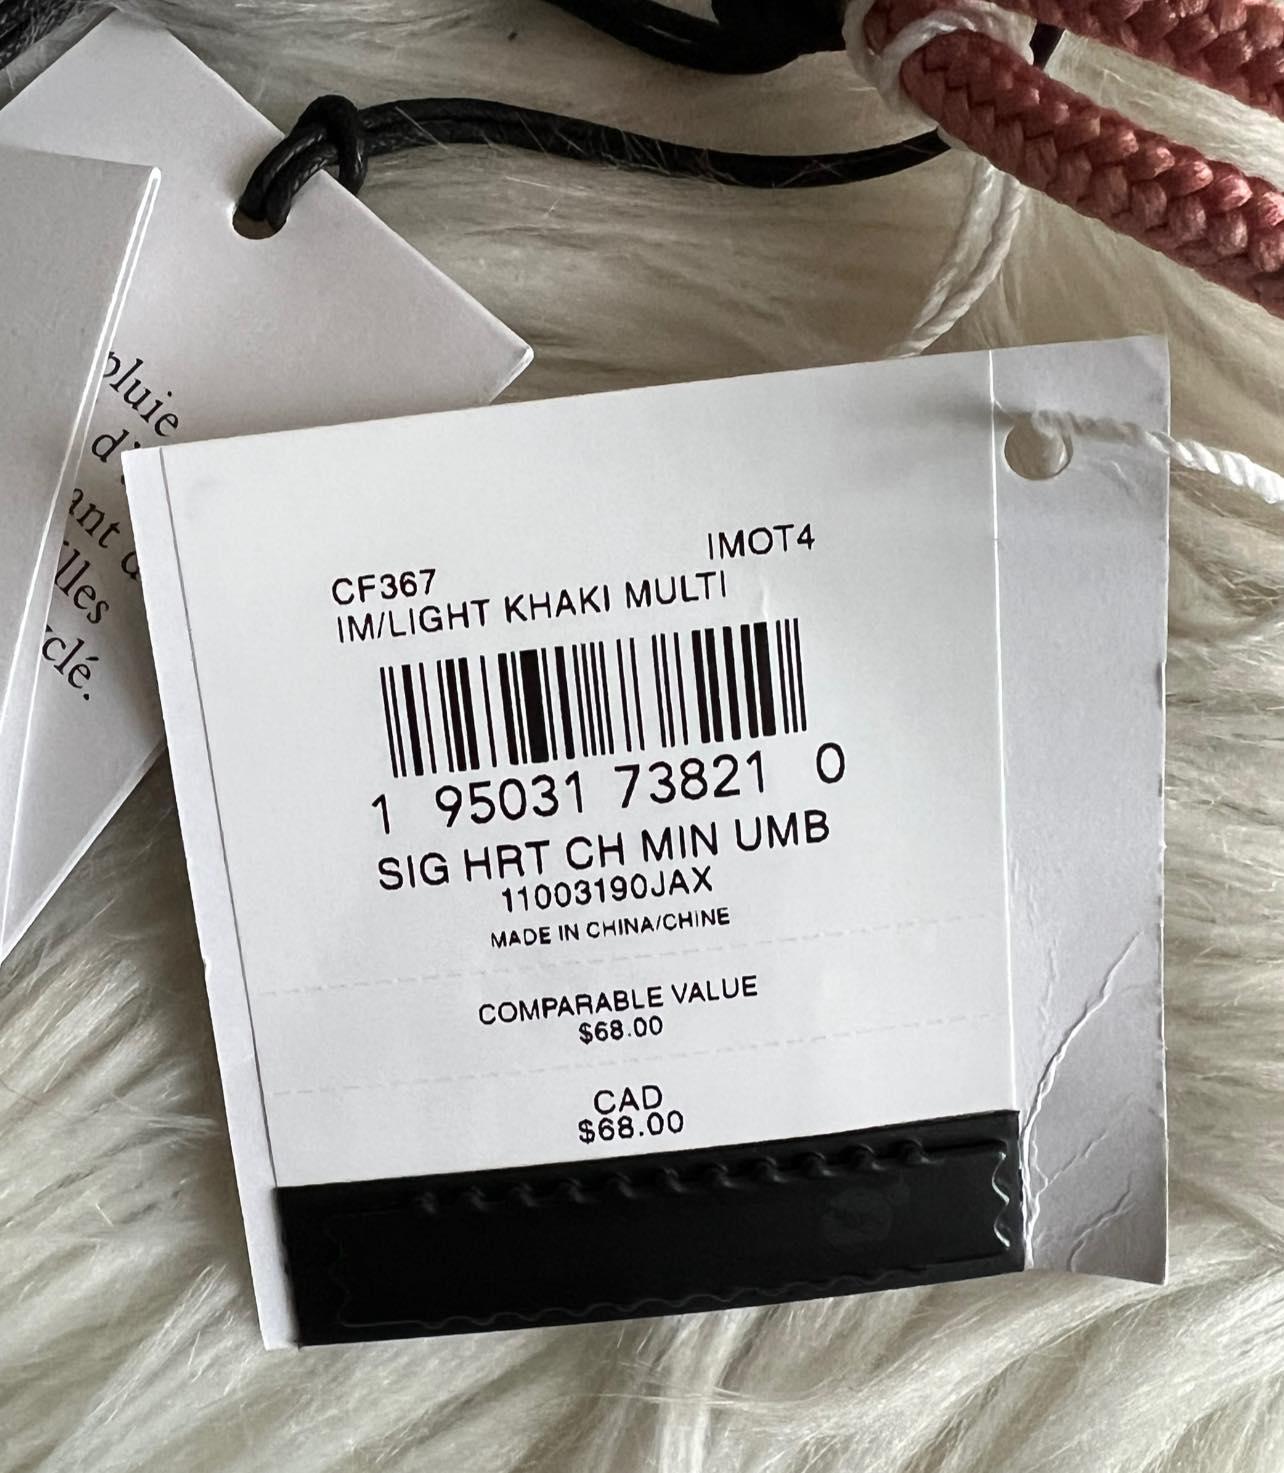 pluie
d'
ant d
lles
clé.
IMOT4
CF367
IM/LIGHT KHAKI MULTI
1 95031 73821 0
SIG HRT CH MIN UMB
11003190JAX
MADE IN CHINA/CHINE
COMPARABLE VALUE
$68.00
CAD
$68.00